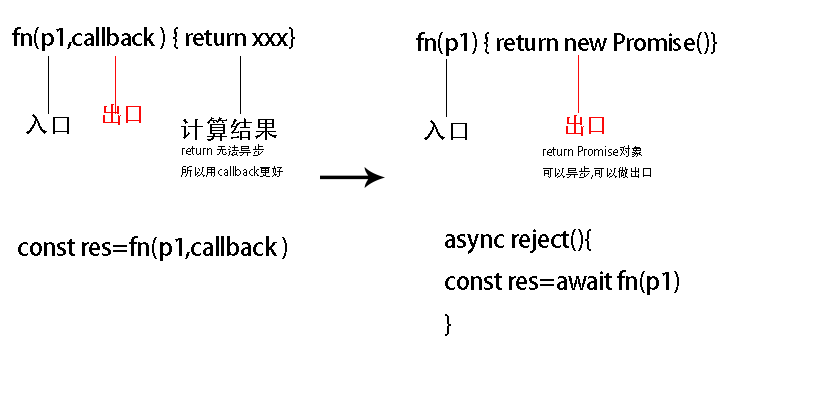 fn(p1,callback ) { return xxx}
入口
出口
计算结果
return 无法异步
所以用callback更好
const res=fn(p1,callback )
fn(p1) { return new Promise()}
入口
出口
return Promise对象
可以异步,可以做出口
async reject(){
const res=await fn(p1)
}